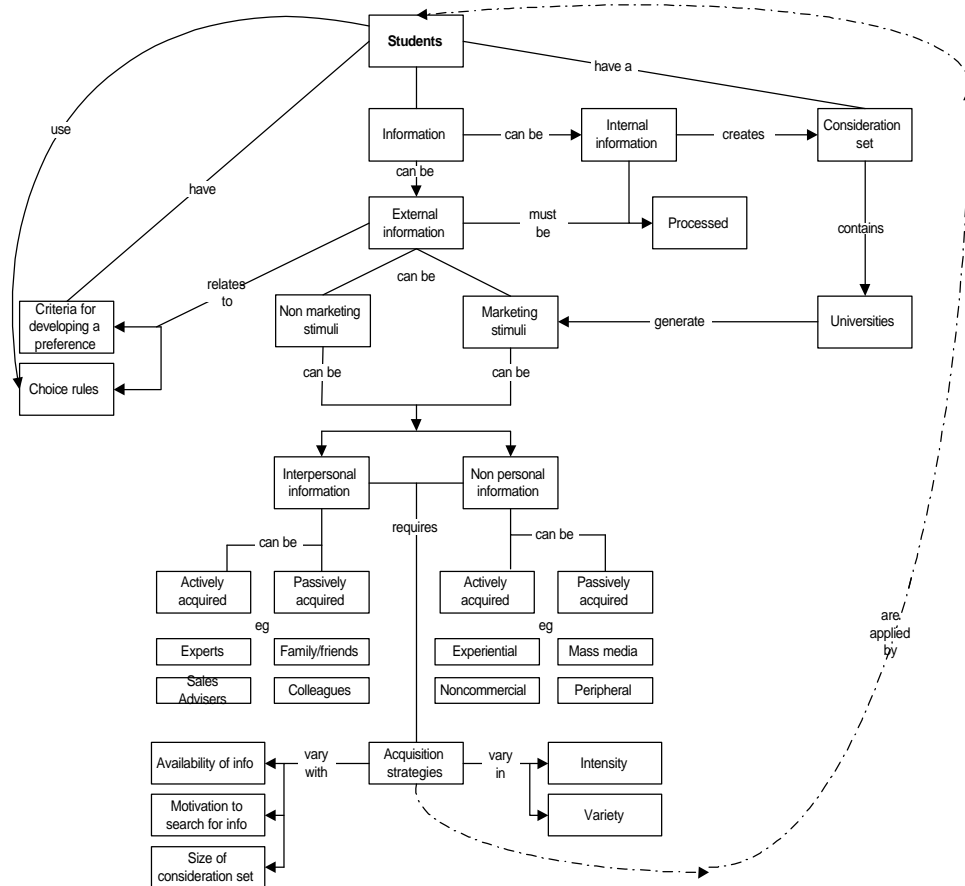 Students
have a
use
Information
can be
Internal
information
creates
Consideration
set
can be
have
External
information
must
be
Processed
contains
can be
relates
to
Criteria for
developing a
preference
Non marketing
stimuli
Marketing
stimuli
generate
Universities
can be
can be
Choice rules
Interpersonal
information
Non personal
information
requires
can be
can be
Actively
acquired
Passively
acquired
Actively
acquired
Passively
acquired
eg
eg
are
applied
by
Experts
Family/friends
Experiential
Mass media
Sales
Advisers
Colleagues
Noncommercial
Peripheral
Availability of info
vary
with
Acquisition
strategies
vary
in
Intensity
Motivation to
search for info
Variety
Size of
consideration set